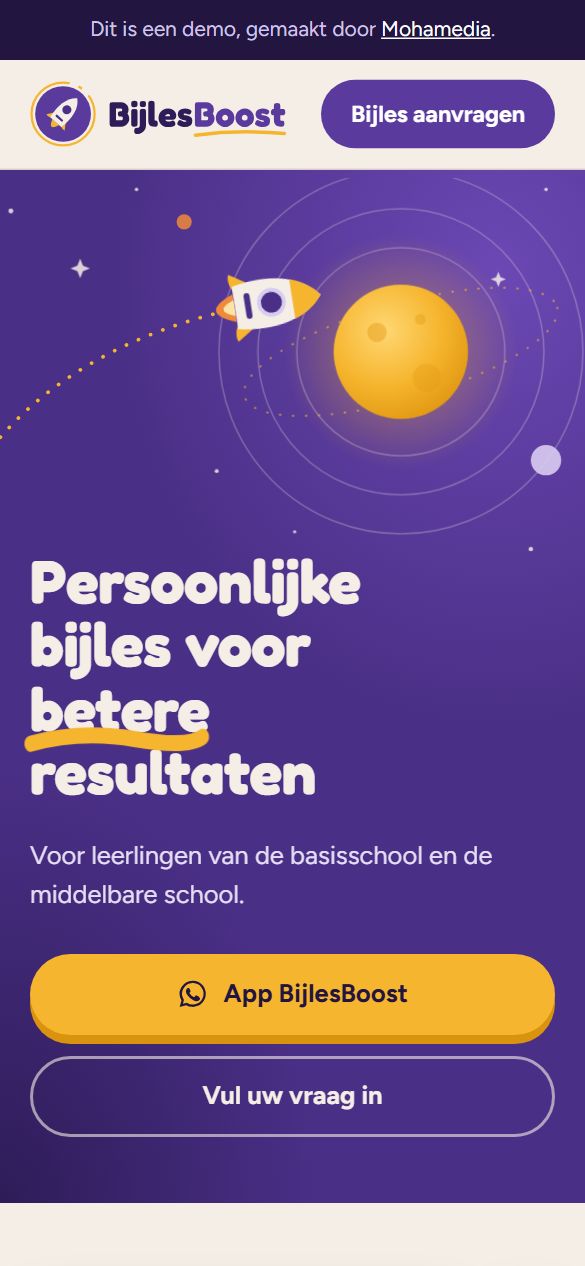 Dit is een demo, gemaakt door Mohamedia.
BijlesBoost
Bijles aanvragen
Persoonlijke
bijles voor
betere
resultaten
Voor leerlingen van de basisschool en de
middelbare school.
App BijlesBoost
Vul uw vraag in